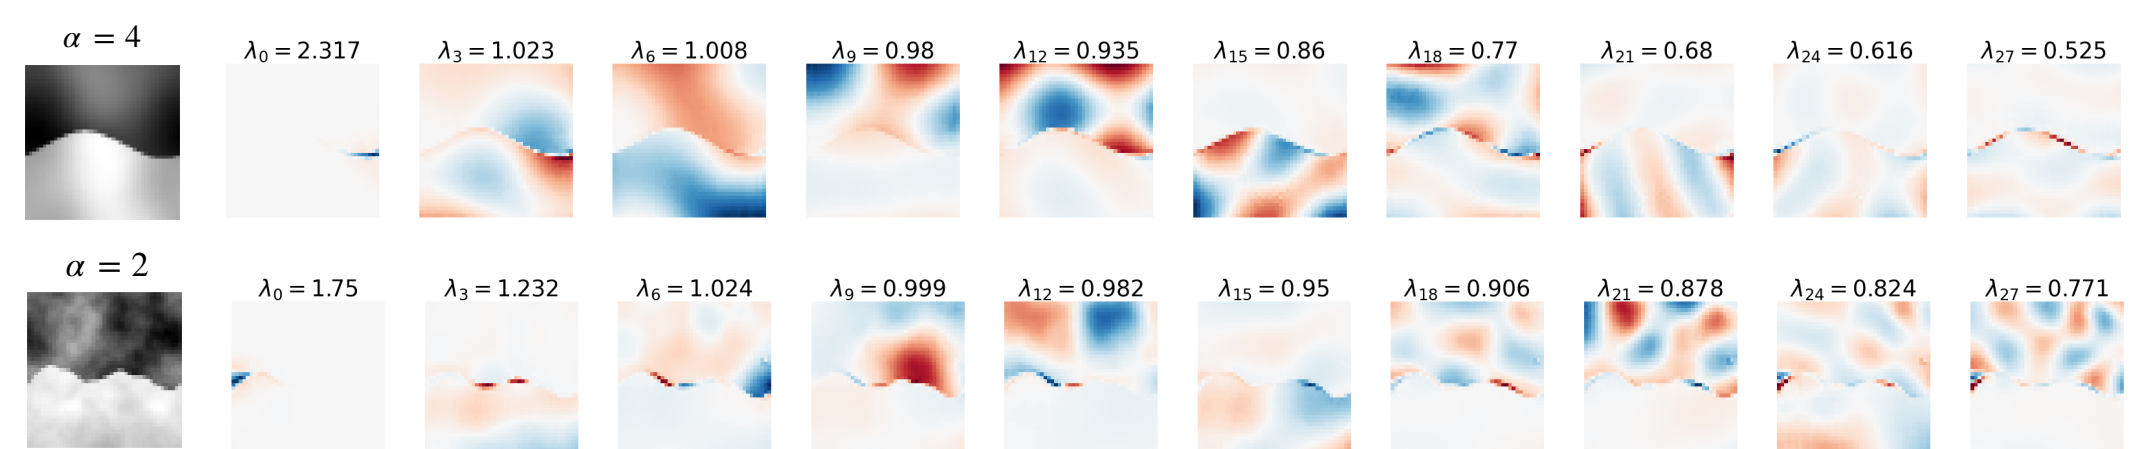 α = 4
λ₀ = 2.317 λ₃ = 1.023 λ₆ = 1.008 λ₉ = 0.98 λ₁₂ = 0.935 λ₁₅ = 0.86 λ₁₈ = 0.77 λ₂₁ = 0.68 λ₂₄ = 0.616 λ₂₇ = 0.525
α = 2
λ₀ = 1.75 λ₃ = 1.232 λ₆ = 1.024 λ₉ = 0.999 λ₁₂ = 0.982 λ₁₅ = 0.95 λ₁₈ = 0.906 λ₂₁ = 0.878 λ₂₄ = 0.824 λ₂₇ = 0.771